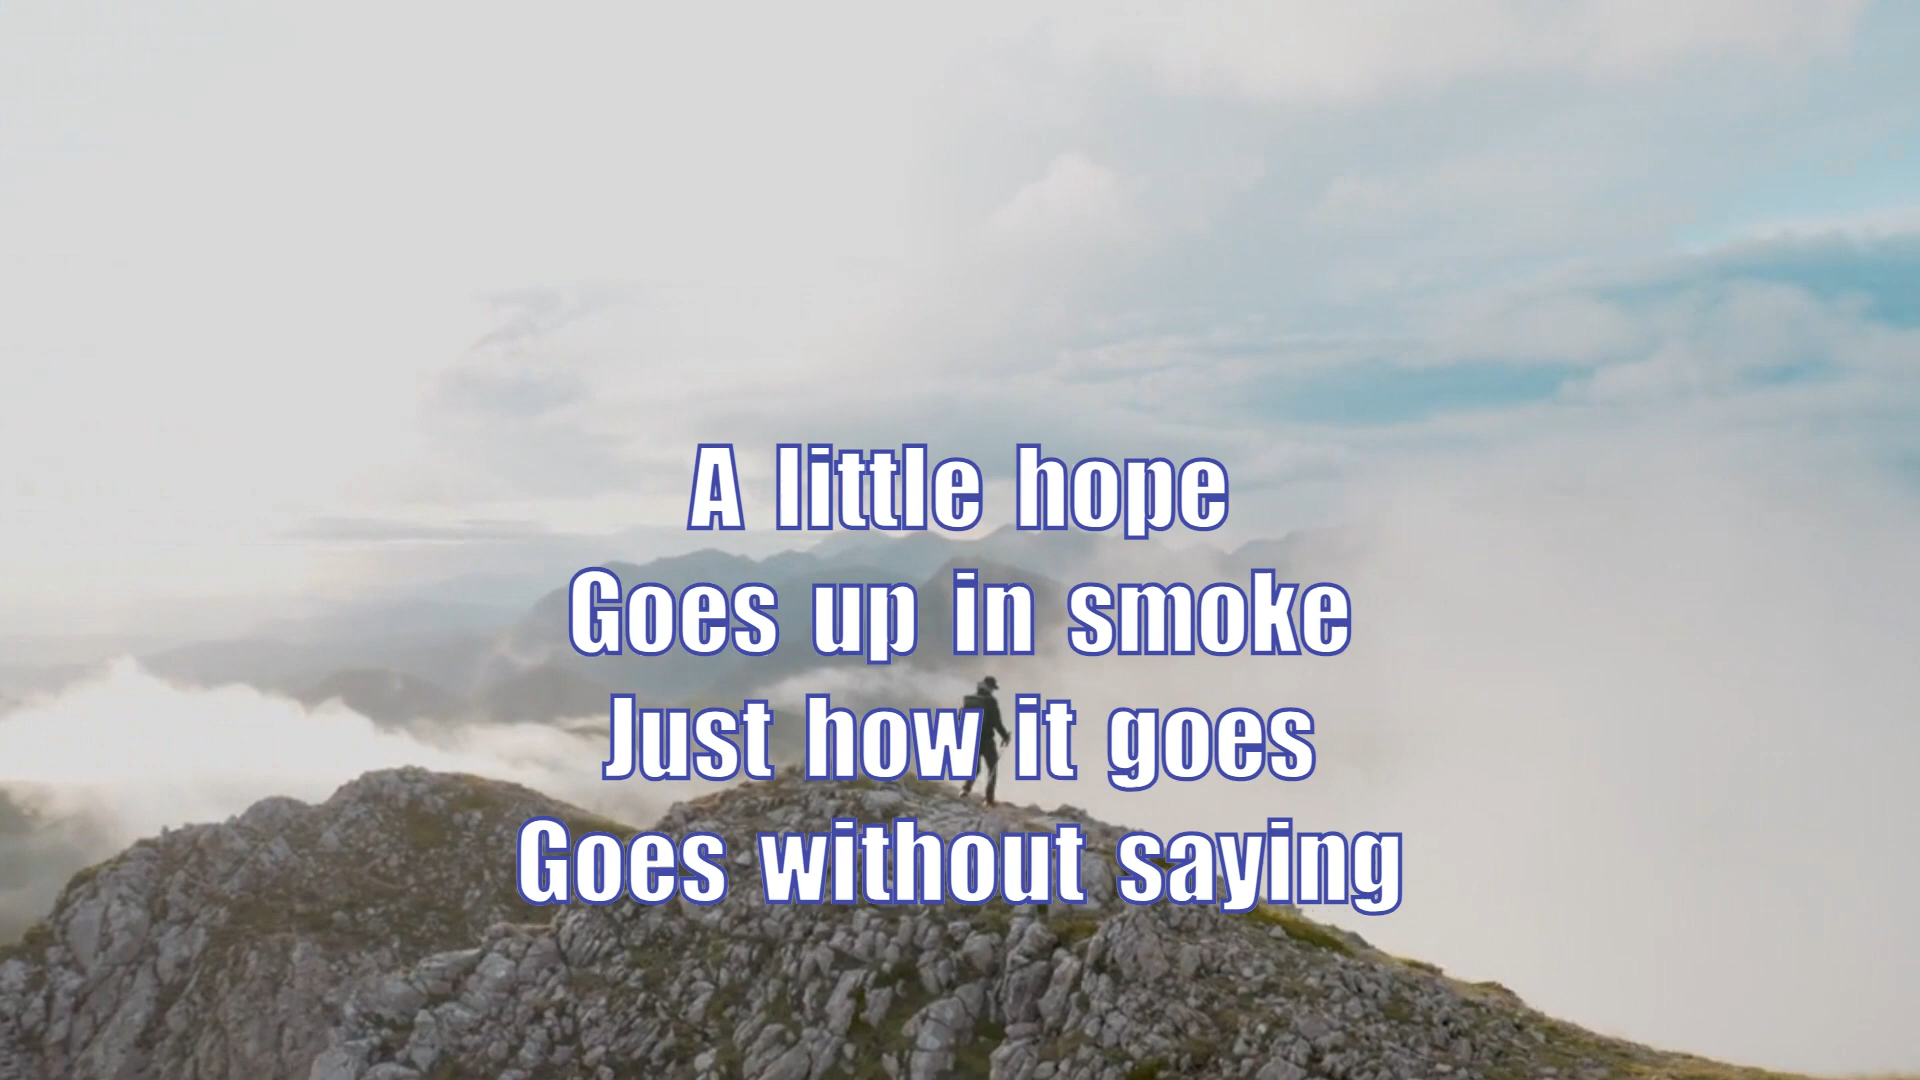 A little hope
Goes up in smoke
Just how it goes
Goes without saying